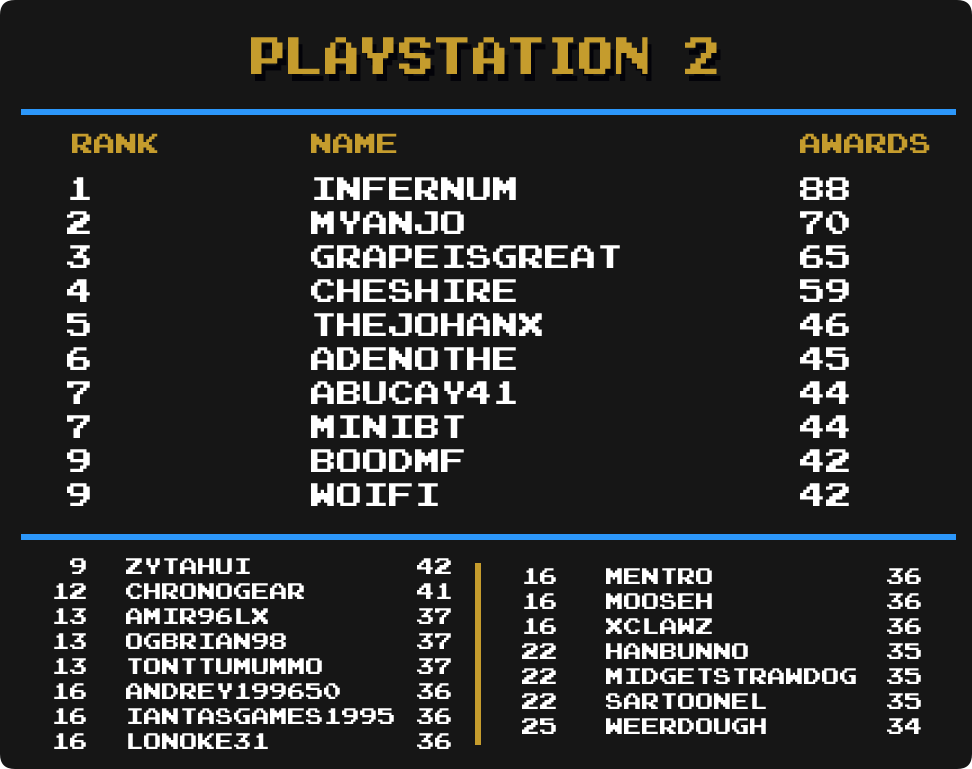 PLAYSTATION 2
RANK NAME AWARDS
1 INFERNUM 88
2 MYANJO 70
3 GRAPEISGREAT 65
4 CHESHIRE 59
5 THEJOHANX 46
6 ADENOTHE 45
7 ABUCAY41 44
7 MINIBT 44
9 BOODMF 42
9 WOIFI 42
9 ZYTAHUI 42
12 CHRONOGEAR 41
13 AMIR96LX 37
13 OGBRIAN98 37
13 TONTTUMUMMO 37
16 ANDREY199650 36
16 IANTASGAMES1995 36
16 LONOKE31 36
16 MENTRO 36
16 MOOSEH 36
16 XCLAWZ 36
22 HANBUNNO 35
22 MIDGETSTRAWDOG 35
22 SARTOONEL 35
25 WEERDOUGH 34